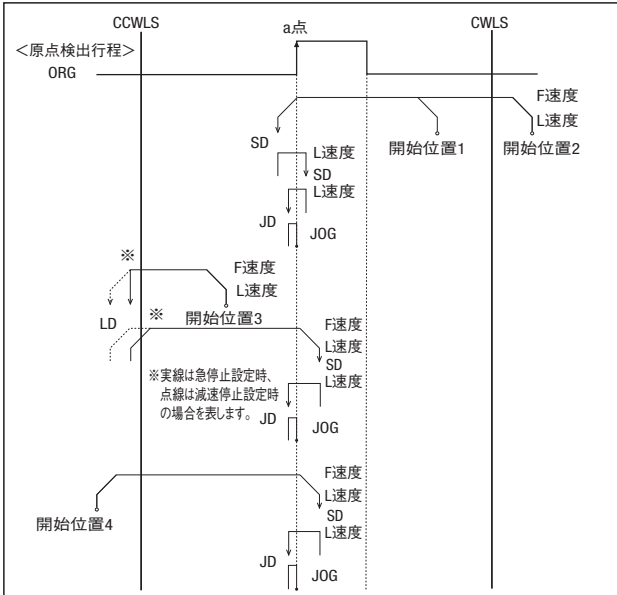 CCWLS
a点
CWLS
＜原点検出行程＞
ORG
F速度
L速度
SD
開始位置1
開始位置2
L速度
SD
L速度
JD
JOG
※
F速度
L速度
LD
※
開始位置3
F速度
L速度
SD
※実線は急停止設定時、
点線は減速停止設定時
の場合を表します。
L速度
JD
JOG
F速度
L速度
SD
開始位置4
L速度
JD
JOG